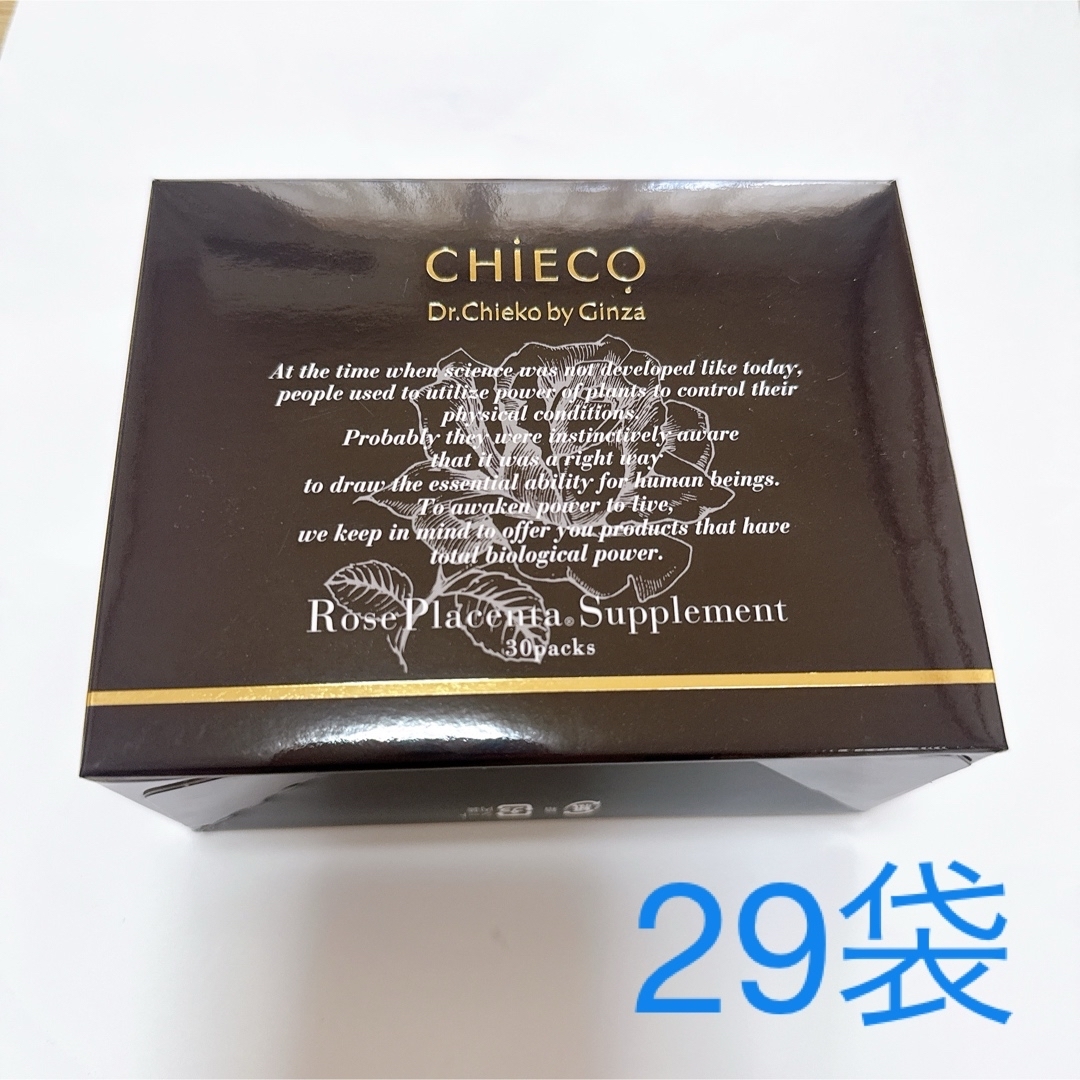 CHiECO
Dr.Chieko by Ginza
At the time when science was not developed like today,
people used to utilize power of plants to control their
physical conditions.
Probably they were instinctively aware
that it was a right way
to draw the essential ability for human beings.
To awaken power to live,
we keep in mind to offer you products that have
total biological power.
Rose Placenta® Supplement
30packs
29袋